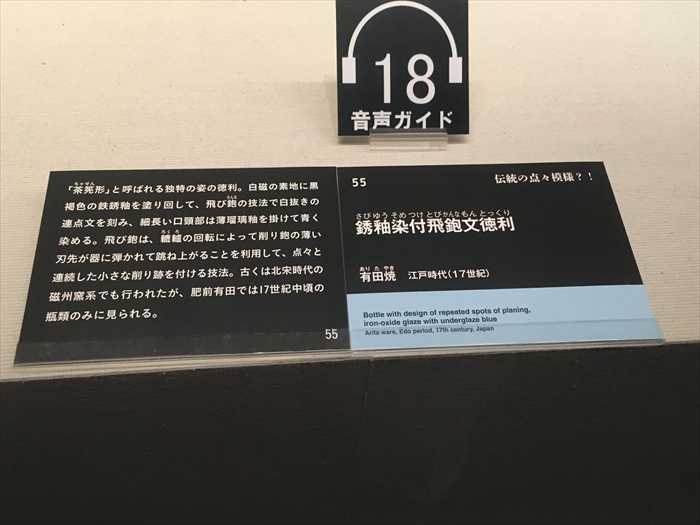 18
音声ガイド
「茶筅形」と呼ばれる独特の姿の徳利。白磁の素地に黒
褐色の鉄銹釉を塗り回して、飛び鉋の技法で白抜きの
連点文を刻み、細長い口頸部は薄瑠璃釉を掛けて青く
染める。飛び鉋は、轆轤の回転によって削り鉋の薄い
刃先が器に弾かれて跳ね上がることを利用して、点々と
連続した小さな削り跡を付ける技法。古くは北宋時代の
磁州窯系でも行われたが、肥前有田では17世紀中頃の
瓶類のみに見られる。
55
55
伝統の点々模様?!
さび ゆう そめ つけ とび かんな もん とっくり
銹釉染付飛鉋文徳利
あり た やき
有田焼 江戸時代(17世紀)
Bottle with design of repeated spots of planing,
iron-oxide glaze with underglaze blue
Arita ware, Edo period, 17th century, Japan